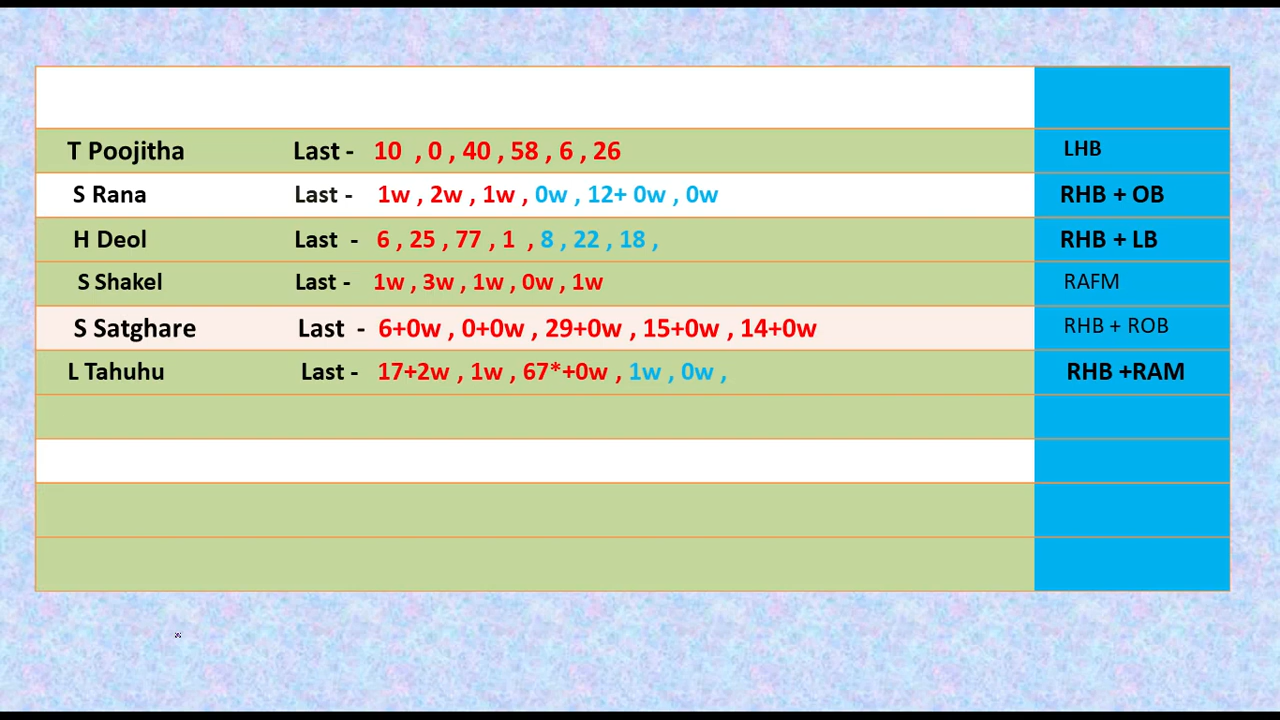 T Poojitha Last - 10 , 0 , 40 , 58 , 6 , 26 LHB
S Rana Last - 1w , 2w , 1w , 0w , 12+ 0w , 0w RHB + OB
H Deol Last - 6 , 25 , 77 , 1 , 8 , 22 , 18 , RHB + LB
S Shakel Last - 1w , 3w , 1w , 0w , 1w RAFM
S Satghare Last - 6+0w , 0+0w , 29+0w , 15+0w , 14+0w RHB + ROB
L Tahuhu Last - 17+2w , 1w , 67*+0w , 1w , 0w , RHB +RAM